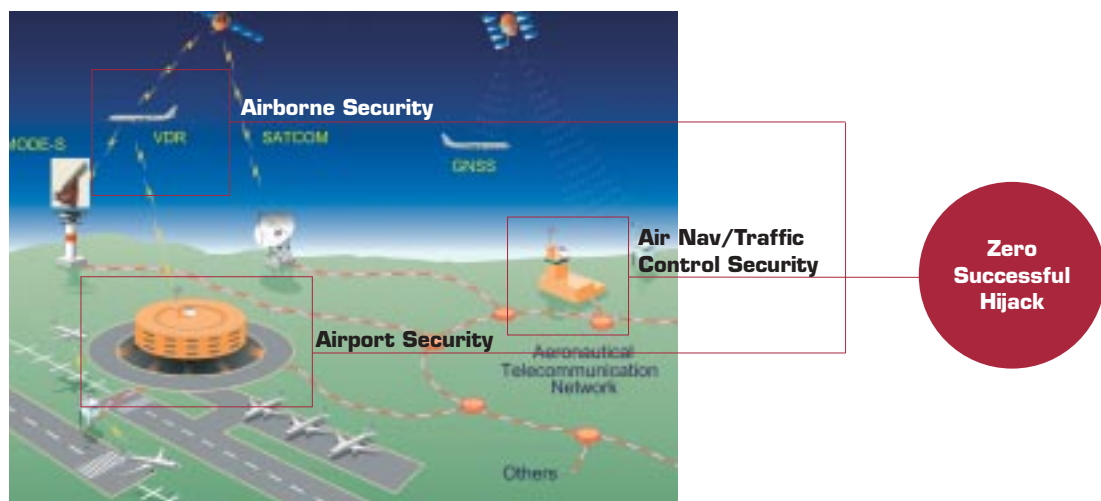 Airborne Security
VDR
SATCOM
MODE-S
GNSS
Air Nav/Traffic
Control Security
Zero
Successful
Hijack
Airport Security
Aeronautical
Telecommunication
Network
Others